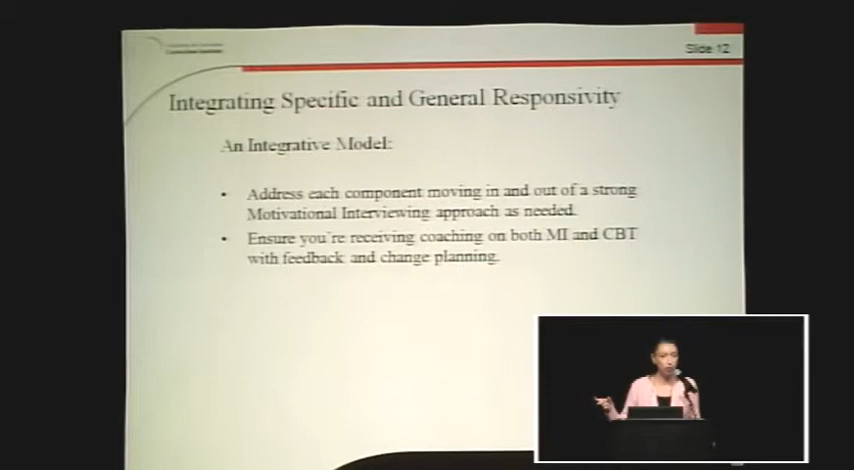 Slide 12
Integrating Specific and General Responsivity
An Integrative Model:
• Address each component moving in and out of a strong
Motivational Interviewing approach as needed.
• Ensure you're receiving coaching on both MI and CBT
with feedback and change planning.